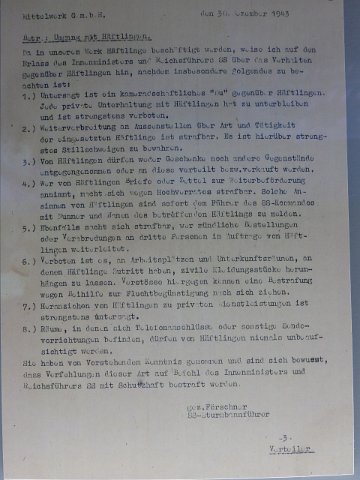 Mittelwerk G m.b H. den 30. Dezember 1943
Betr.: Umgang mit Häftlingen.
Da in unserem Werk Häftlinge beschäftigt werden, weise ich auf den
Erlass des Innenministers und Reichsführers SS über das Verhalten
gegenüber Häftlingen hin, nachdem insbesondere folgendes zu be-
achten ist:
1.) Untersagt ist ein kameradschaftliches "Du" gegenüber Häftlingen.
Jede private Unterhaltung mit Häftlingen hat zu unterbleiben
und ist strengstens verboten.
2.) Weiterverbreitung an Aussenstellen über Art und Tätigkeit
der eingesetzten Häftlinge ist strafbar. Es ist hierüber streng-
stes Stillschweigen zu bewahren.
3.) Von Häftlingen dürfen weder Geschenke noch andere Gegenstände
entgegengenommen oder an diese verteilt bezw. verkauft werden.
4.) Wer von Häftlingen Briefe oder Zettel zur Weiterbeförderung
annimmt, macht sich wegen Hochverrates strafbar. Solche An-
sinnen von Häftlingen sind sofort dem Führer des SS-Kommandos
mit Nummer und Namen des betreffenden Häftlings zu melden.
5.) Ebenfalls macht sich strafbar, wer mündliche Bestellungen
oder Verabredungen an dritte Personen im Auftrage von Häft-
lingen weiterleitet.
6.) Verboten ist es, an Arbeitsplätzen und Unterkunftsräumen, an
denen Häftlinge Zutritt haben, zivile Kleidungsstücke herum-
hängen zu lassen. Verstösse hiergegen können eine Bestrafung
wegen Beihilfe zur Fluchtbegünstigung nach sich ziehen.
7.) Heranziehen von Häftlingen zu privaten Dienstleistungen ist
strengstens untersagt.
8.) Räume, in denen sich Telefonanschlüsse oder sonstige Sende-
vorrichtungen befinden, dürfen von Häftlingen niemals unbeauf-
sichtigt werden.
Sie haben von Vorstehendem Kenntnis genommen und sind sich bewusst,
dass Verfehlungen dieser Art auf Befehl des Innenministers und
Reichsführers SS mit Schutzhaft bestraft werden.
gez. Förschner
SS-Sturmbannführer
-3-
Verteiler